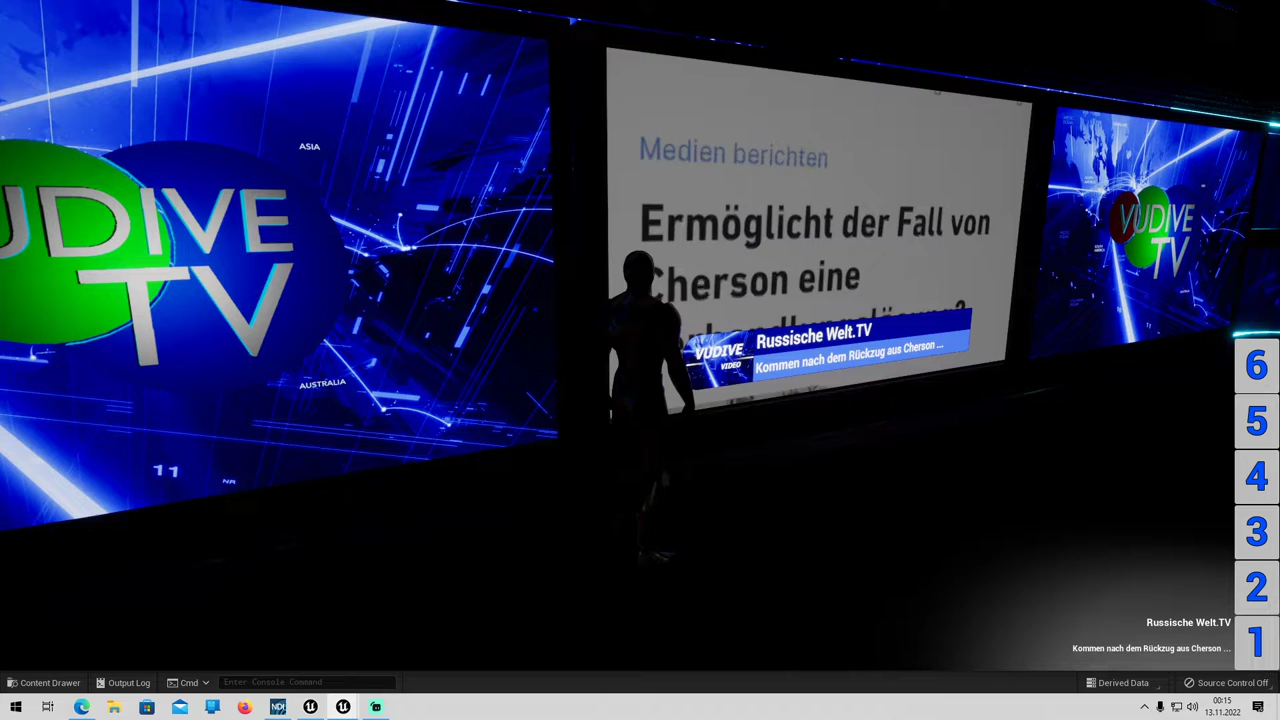 UDIVE
TV
ASIA
AUSTRALIA
11
Medien berichten
Ermöglicht der Fall von
Cherson eine
VUDIVE
VIDEO
Russische Welt.TV
Kommen nach dem Rückzug aus Cherson ...
VUDIVE
TV
6
5
4
3
2
1
Russische Welt.TV
Kommen nach dem Rückzug aus Cherson ...
Content Drawer
Output Log
Cmd
Enter Console Command
Derived Data
Source Control Off
NDI
00:15
13.11.2022